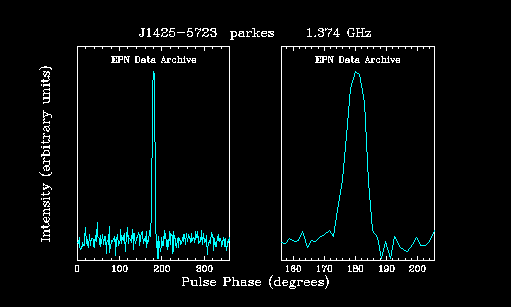 J1425-5723 parkes 1.374 GHz
EPN Data Archive EPN Data Archive
Intensity (arbitrary units)
0 100 200 300 160 170 180 190 200
Pulse Phase (degrees)